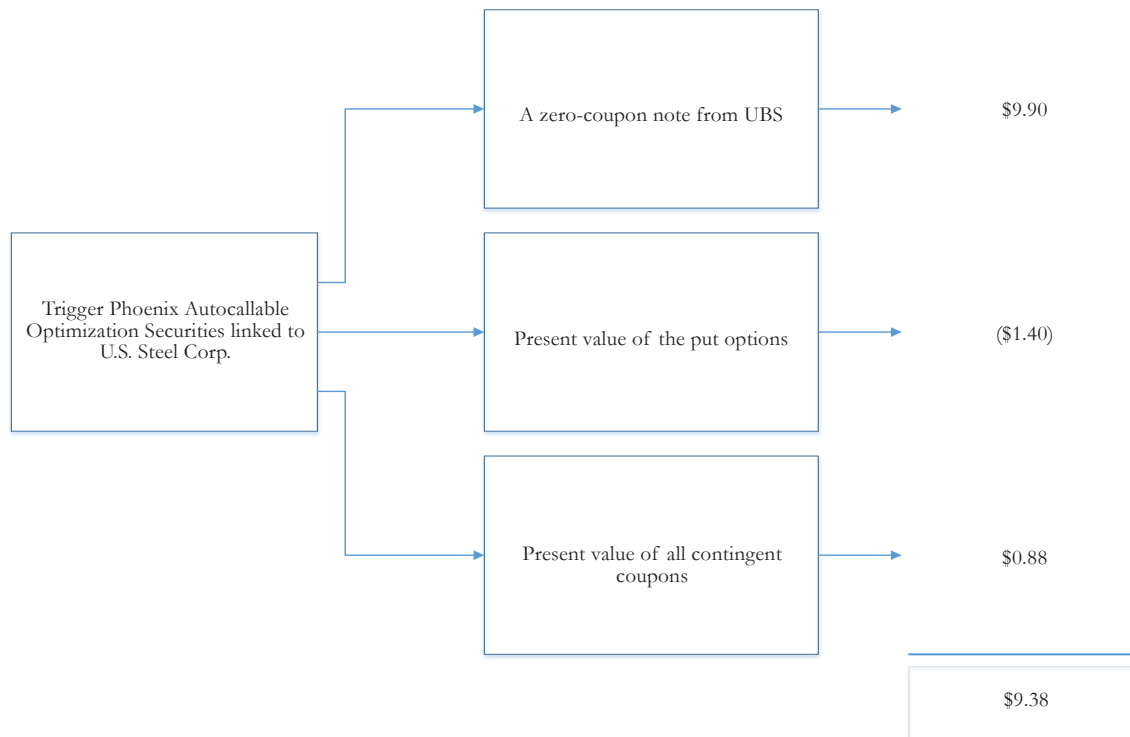 A zero-coupon note from UBS
$9.90
Trigger Phoenix Autocallable
Optimization Securities linked to
U.S. Steel Corp.
Present value of the put options
($1.40)
Present value of all contingent
coupons
$0.88
$9.38